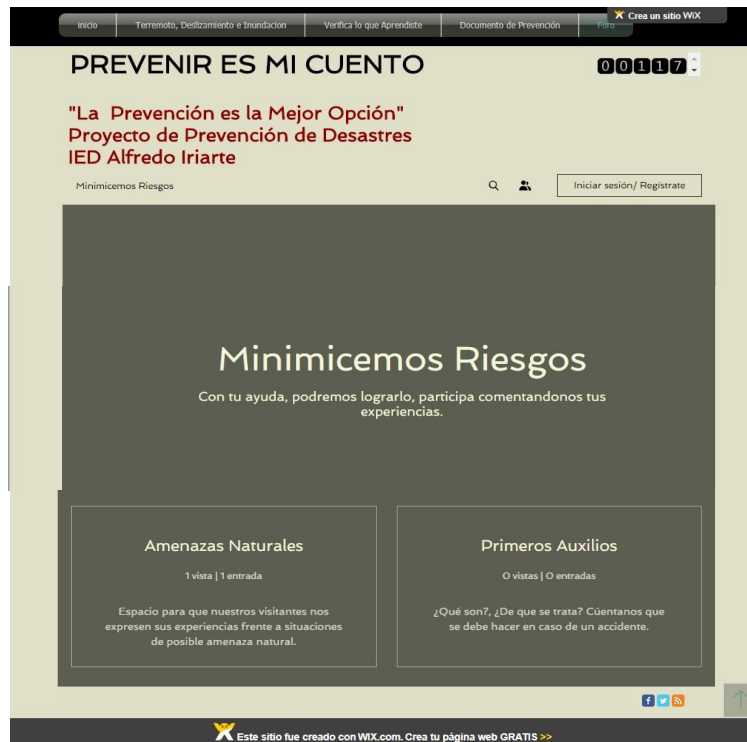 inicio Terremoto, Deslizamiento e Inundacion Verifica lo que Aprendiste Documento de Prevención Foro
Crea un sitio WiX
PREVENIR ES MI CUENTO
00117
"La Prevención es la Mejor Opción"
Proyecto de Prevención de Desastres
IED Alfredo Iriarte
Minimicemos Riesgos
Iniciar sesión/ Regístrate
Minimicemos Riesgos
Con tu ayuda, podremos lograrlo, participa comentandonos tus
experiencias.
Amenazas Naturales
1 vista | 1 entrada
Espacio para que nuestros visitantes nos
expresen sus experiencias frente a situaciones
de posible amenaza natural.
Primeros Auxilios
0 vistas | 0 entradas
¿Qué son?, ¿De que se trata? Cúentanos que
se debe hacer en caso de un accidente.
Este sitio fue creado con WIX.com. Crea tu página web GRATIS >>